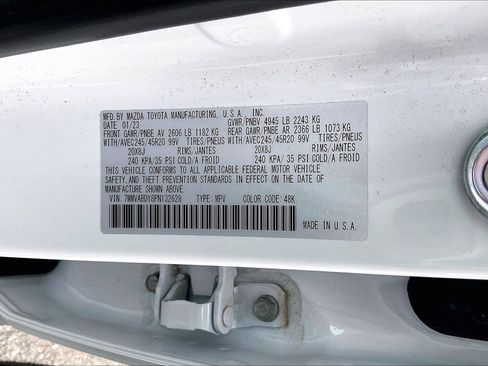 MFD. BY MAZDA TOYOTA MANUFACTURING, U.S.A., INC.
DATE 01/23 GVWR/PNBV 4945 LB 2243 KG
FRONT GAWR/PNBE AV 2606 LB 1182 KG REAR GAWR/PNBE AR 2366 LB 1073 KG
WITH/AVEC245/45R20 99V WITH/AVEC245/45R20 99V
20X8J RIMS/JANTES 20X8J RIMS/JANTES
240 KPA/35 PSI COLD/A FROID 240 KPA/35 PSI COLD/A FROID
THIS VEHICLE CONFORMS TO ALL APPLICABLE FEDERAL MOTOR VEHICLE
SAFETY AND THEFT PREVENTION STANDARDS IN EFFECT ON THE DATE OF
MANUFACTURE SHOWN ABOVE.
VIN: 7MMVABDY8PN132628 TYPE: MPV COLOR CODE: 48K
MADE IN U.S.A.